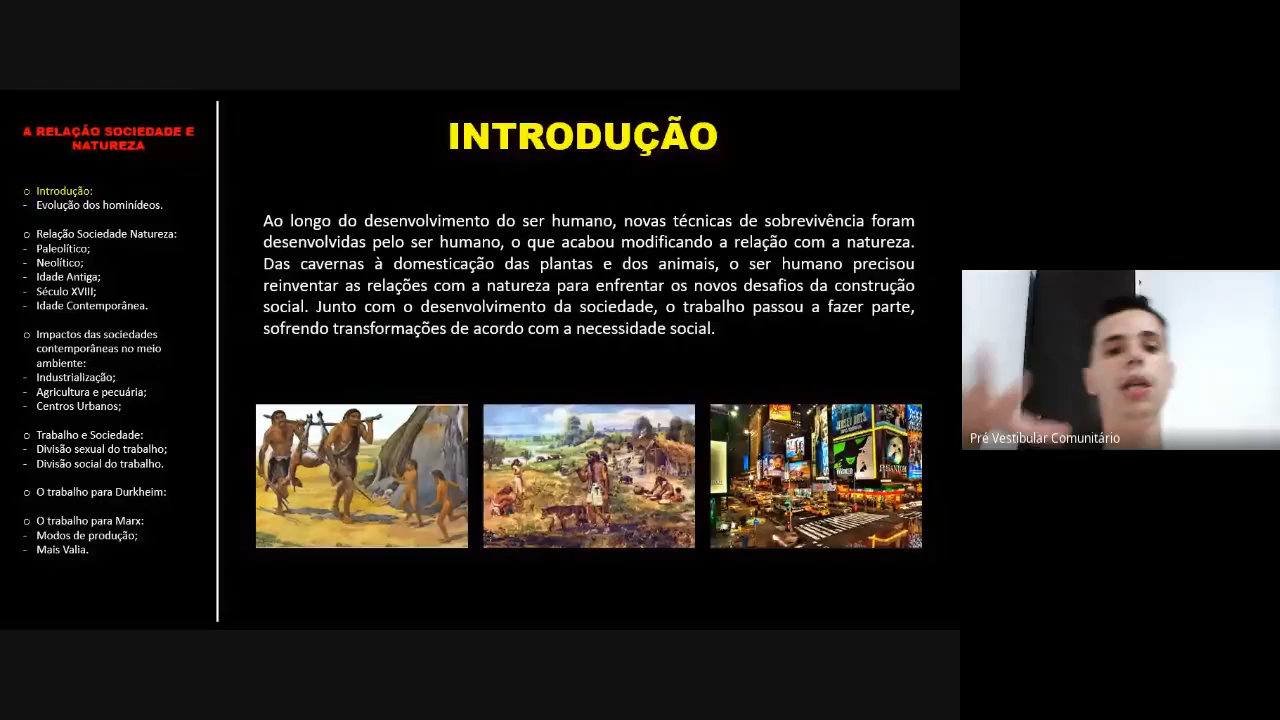 A RELAÇÃO SOCIEDADE E
NATUREZA
o Introdução:
- Evolução dos hominídeos.
o Relação Sociedade Natureza:
- Paleolítico;
- Neolítico;
- Idade Antiga;
- Século XVIII;
- Idade Contemporânea.
o Impactos das sociedades
contemporâneas no meio
ambiente:
- Industrialização;
- Agricultura e pecuária;
- Centros Urbanos;
o Trabalho e Sociedade:
- Divisão sexual do trabalho;
- Divisão social do trabalho.
o O trabalho para Durkheim:
o O trabalho para Marx:
- Modos de produção;
- Mais Valia.
INTRODUÇÃO
Ao longo do desenvolvimento do ser humano, novas técnicas de sobrevivência foram
desenvolvidas pelo ser humano, o que acabou modificando a relação com a natureza.
Das cavernas à domesticação das plantas e dos animais, o ser humano precisou
reinventar as relações com a natureza para enfrentar os novos desafios da construção
social. Junto com o desenvolvimento da sociedade, o trabalho passou a fazer parte,
sofrendo transformações de acordo com a necessidade social.
Pré Vestibular Comunitário